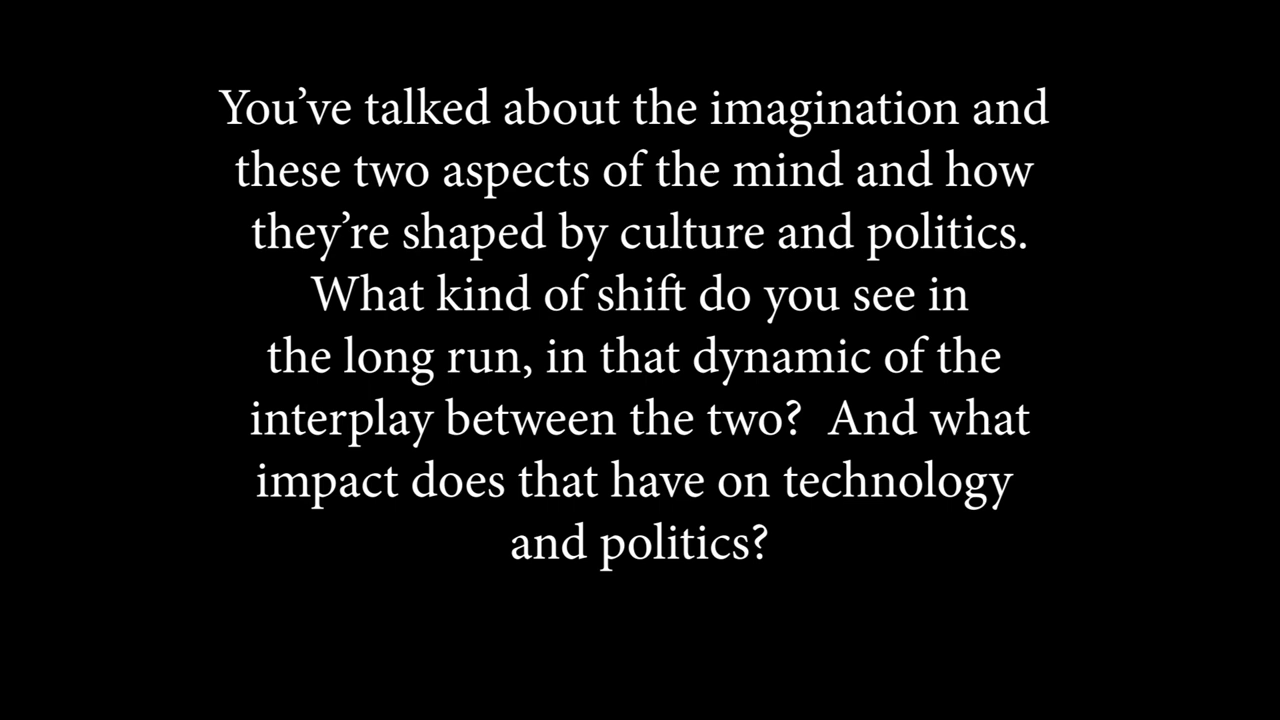 You’ve talked about the imagination and
these two aspects of the mind and how
they’re shaped by culture and politics.
What kind of shift do you see in
the long run, in that dynamic of the
interplay between the two?  And what
impact does that have on technology
and politics?